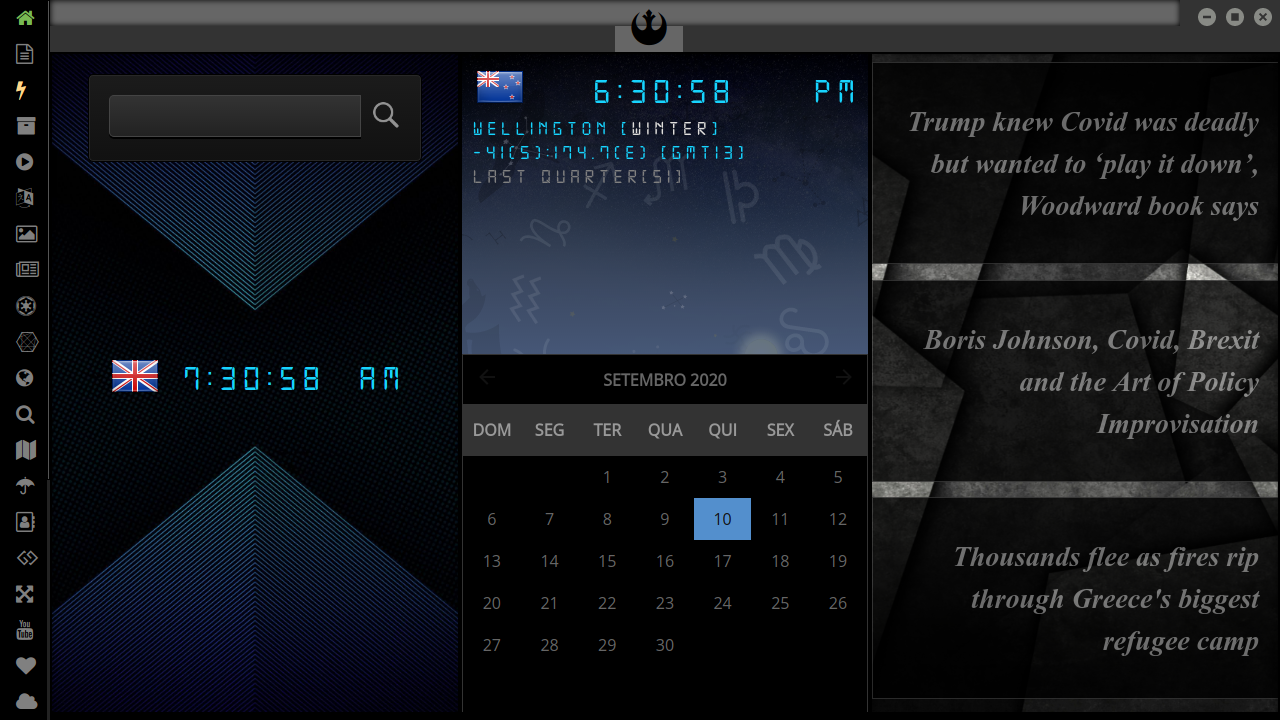 6:30:58 PM
WELLINGTON [WINTER]
-41(S):174.7(E) [GMT13]
LAST QUARTER(51)
7:30:58 AM
SETEMBRO 2020
DOM SEG TER QUA QUI SEX SÁB
1 2 3 4 5
6 7 8 9 10 11 12
13 14 15 16 17 18 19
20 21 22 23 24 25 26
27 28 29 30
Trump knew Covid was deadly
but wanted to ‘play it down’,
Woodward book says
Boris Johnson, Covid, Brexit
and the Art of Policy
Improvisation
Thousands flee as fires rip
through Greece's biggest
refugee camp
You
Tube